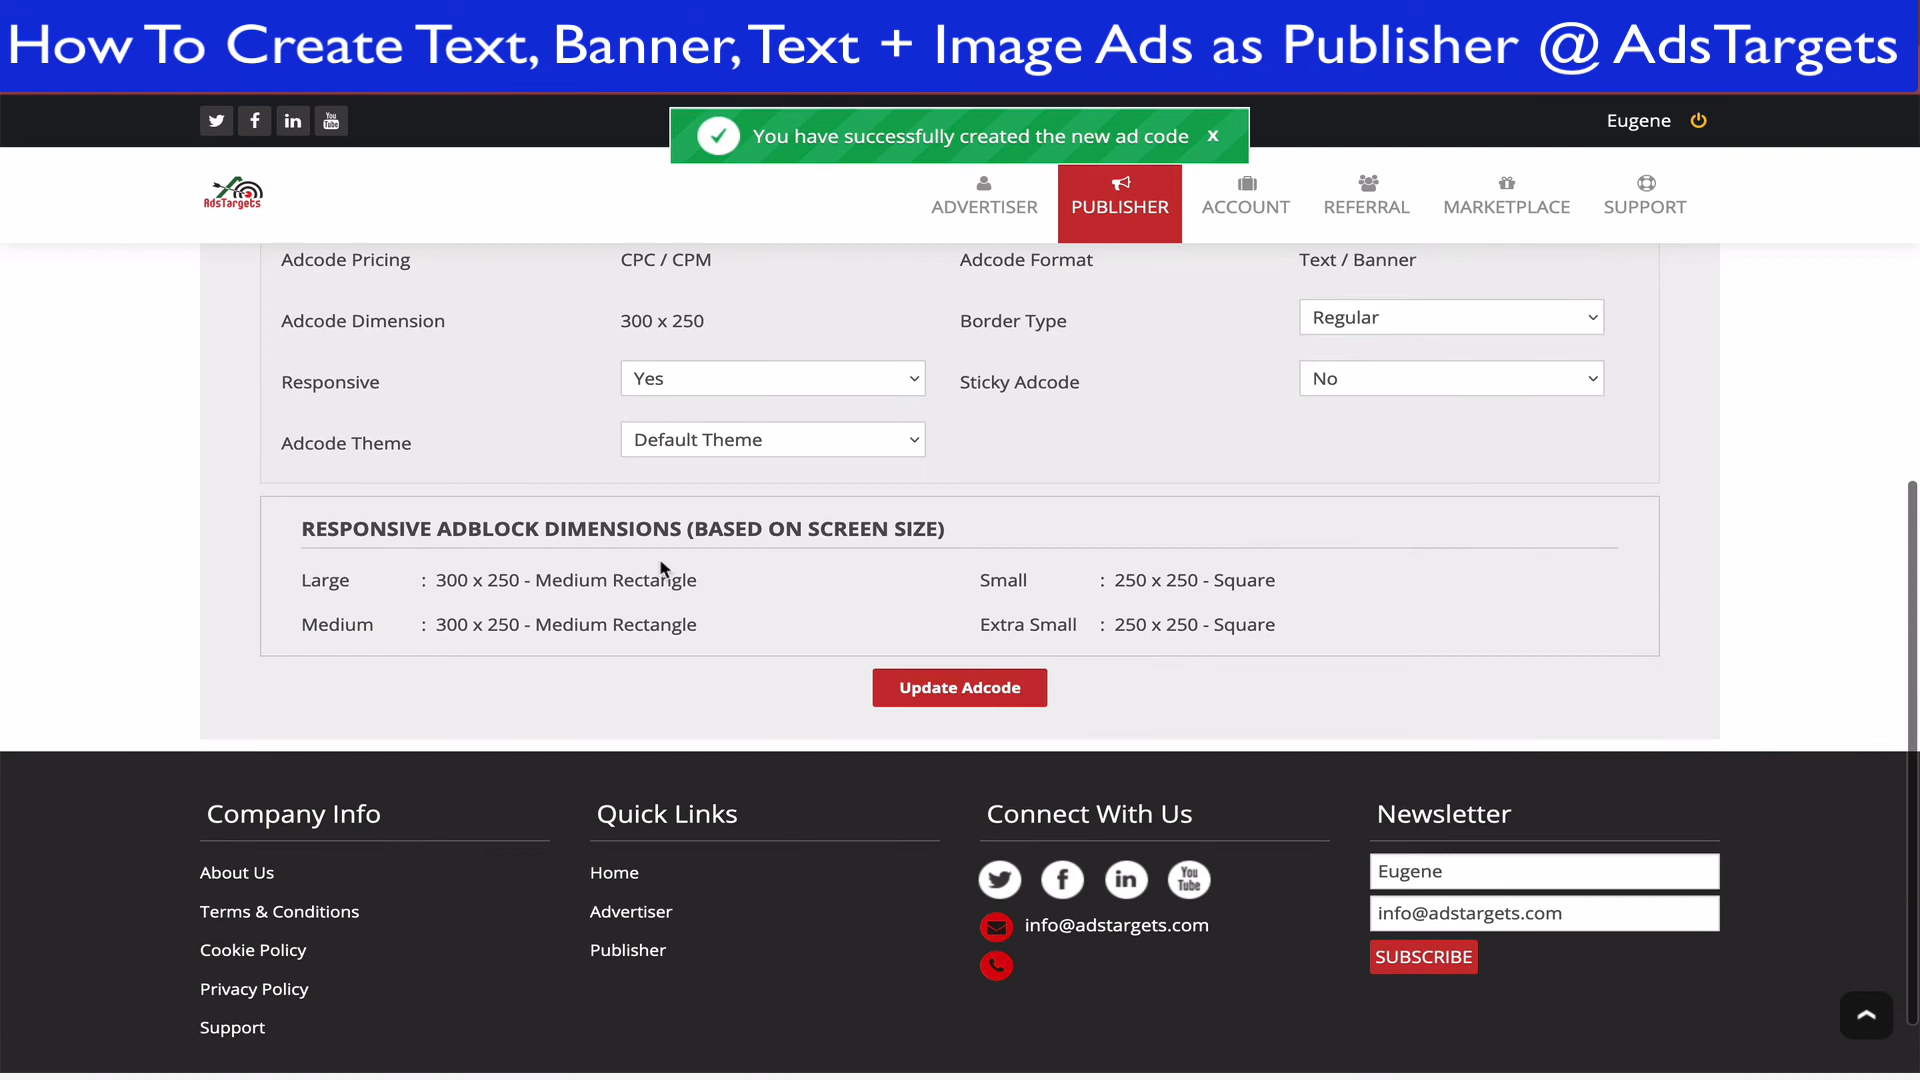 How To Create Text, Banner, Text + Image Ads as Publisher @ AdsTargets
You Tube
You have successfully created the new ad code x
Eugene
AdsTargets
ADVERTISER PUBLISHER ACCOUNT REFERRAL MARKETPLACE SUPPORT
Adcode Pricing CPC / CPM Adcode Format Text / Banner
Adcode Dimension 300 x 250 Border Type Regular
Responsive Yes Sticky Adcode No
Adcode Theme Default Theme
RESPONSIVE ADBLOCK DIMENSIONS (BASED ON SCREEN SIZE)
Large : 300 x 250 - Medium Rectangle Small : 250 x 250 - Square
Medium : 300 x 250 - Medium Rectangle Extra Small : 250 x 250 - Square
Update Adcode
Company Info Quick Links Connect With Us Newsletter
About Us Home You Tube Eugene
Terms & Conditions Advertiser info@adstargets.com info@adstargets.com
Cookie Policy Publisher SUBSCRIBE
Privacy Policy
Support